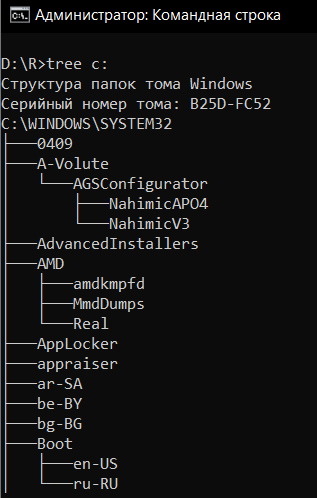 Администратор: Командная строка
D:\R>tree c:
Структура папок тома Windows
Серийный номер тома: B25D-FC52
C:\WINDOWS\SYSTEM32
├───0409
├───A-Volute
│   └───AGSConfigurator
│       ├───NahimicAPO4
│       └───NahimicV3
├───AdvancedInstallers
├───AMD
│   ├───amdkmpfd
│   ├───MmdDumps
│   └───Real
├───AppLocker
├───appraiser
├───ar-SA
├───be-BY
├───bg-BG
├───Boot
│   ├───en-US
│   └───ru-RU